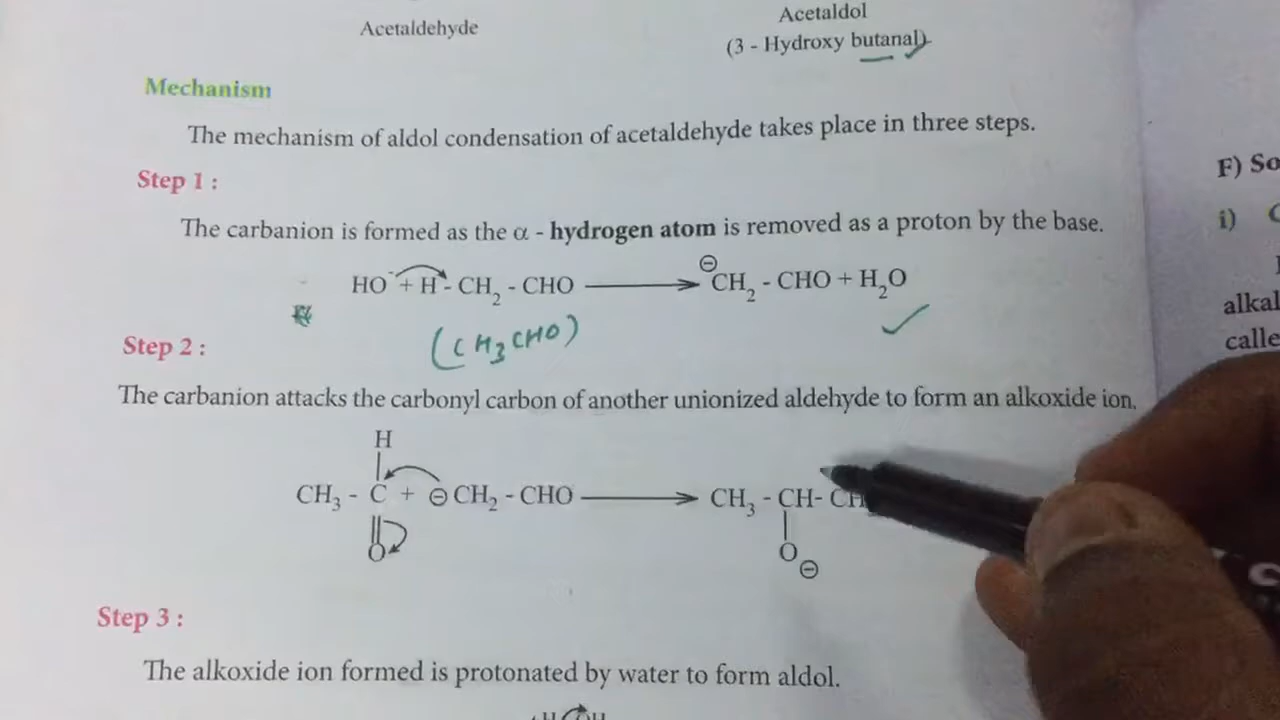 Acetaldehyde
Acetaldol
(3 - Hydroxy butanal)
Mechanism
The mechanism of aldol condensation of acetaldehyde takes place in three steps.
Step 1 :
The carbanion is formed as the α - hydrogen atom is removed as a proton by the base.
HO⁻ + H - CH₂ - CHO ⟶ ⊖CH₂ - CHO + H₂O
(CH₃CHO)
Step 2 :
The carbanion attacks the carbonyl carbon of another unionized aldehyde to form an alkoxide ion.
H
CH₃ - C + ⊖CH₂ - CHO ⟶ CH₃ - CH - CH
O
O
⊖
Step 3 :
The alkoxide ion formed is protonated by water to form aldol.
F) So
i)
alkal
calle